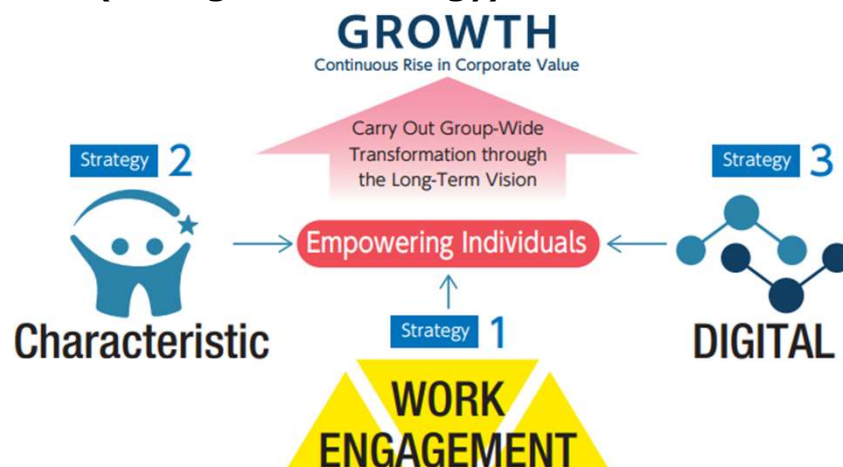 GROWTH
Continuous Rise in Corporate Value
Carry Out Group-Wide
Transformation through
the Long-Term Vision
Strategy 2
Strategy 3
Empowering Individuals
Characteristic
Strategy 1
DIGITAL
WORK
ENGAGEMENT